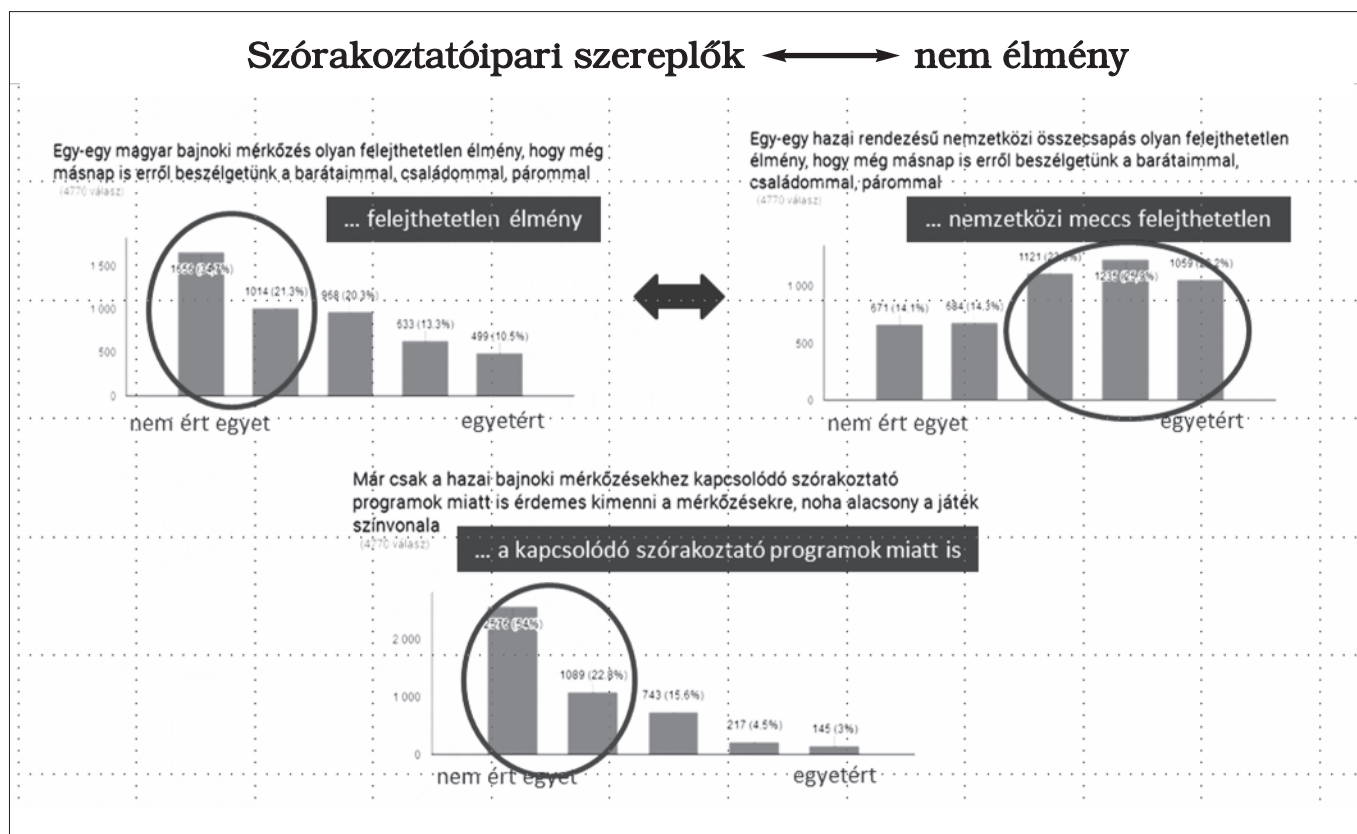 Szórakoztatóipari szereplők ⟷ nem élmény
Egy-egy magyar bajnoki mérkőzés olyan felejthetetlen élmény, hogy még
másnap is erről beszélgetünk a barátaimmal, családommal, párommal
(4770 válasz)
... felejthetetlen élmény
1 500
1 000
500
0
1014 (21.3%)
968 (20.3%)
633 (13.3%)
499 (10.5%)
nem ért egyet
egyetért
Egy-egy hazai rendezésű nemzetközi összecsapás olyan felejthetetlen
élmény, hogy még másnap is erről beszélgetünk a barátaimmal,
családommal, párommal
(4770 válasz)
... nemzetközi meccs felejthetetlen
1 000
500
0
671 (14.1%)
684 (14.3%)
1121
1059
nem ért egyet
egyetért
Már csak a hazai bajnoki mérkőzésekhez kapcsolódó szórakoztató
programok miatt is érdemes kimenni a mérkőzésekre, noha alacsony a játék
színvonala
(4770 válasz)
... a kapcsolódó szórakoztató programok miatt is
2 000
1 000
0
1089 (22.8%)
743 (15.6%)
217 (4.5%)
145 (3%)
nem ért egyet
egyetért